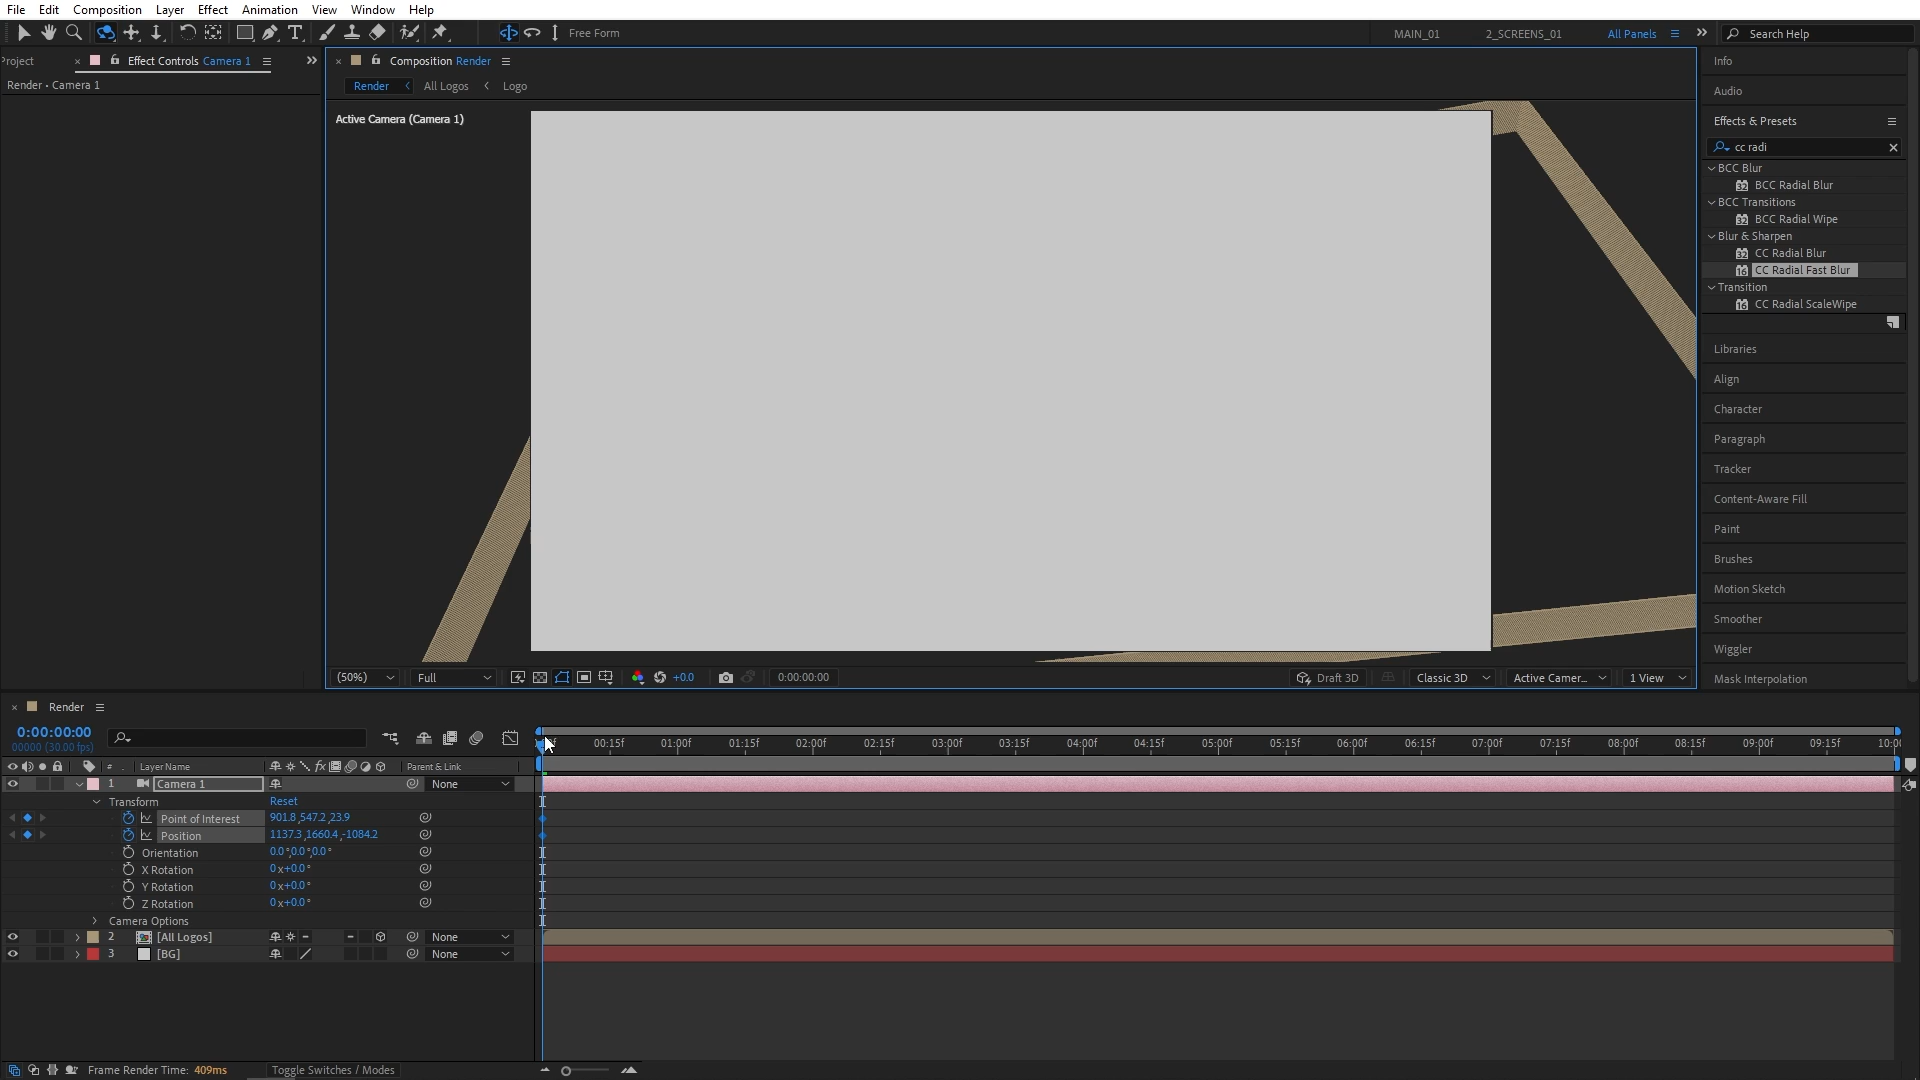 File Edit Composition Layer Effect Animation View Window Help
Free Form MAIN_01 2_SCREENS_01 All Panels Search Help
Project Effect Controls Camera 1 Composition Render Info
Render • Camera 1 Render All Logos Logo
Audio
Active Camera (Camera 1)
Effects & Presets
cc radi
BCC Blur
32 BCC Radial Blur
BCC Transitions
32 BCC Radial Wipe
Blur & Sharpen
32 CC Radial Blur
16 CC Radial Fast Blur
Transition
16 CC Radial ScaleWipe
Libraries
Align
Character
Paragraph
Tracker
Content-Aware Fill
Paint
Brushes
Motion Sketch
Smoother
Wiggler
Mask Interpolation
(50%) Full +0.0 0:00:00:00 Draft 3D Classic 3D Active Camer... 1 View
Render
0:00:00:00
00000 (30.00 fps)
00:15f 01:00f 01:15f 02:00f 02:15f 03:00f 03:15f 04:00f 04:15f 05:00f 05:15f 06:00f 06:15f 07:00f 07:15f 08:00f 08:15f 09:00f 09:15f 10:00
# Layer Name fx Parent & Link
1 Camera 1 None
Transform Reset
Point of Interest 901.8,547.2,23.9
Position 1137.3,1660.4,-1084.2
Orientation 0.0°,0.0°,0.0°
X Rotation 0x+0.0°
Y Rotation 0x+0.0°
Z Rotation 0x+0.0°
Camera Options
2 [All Logos] None
3 [BG] None
Frame Render Time: 409ms Toggle Switches / Modes